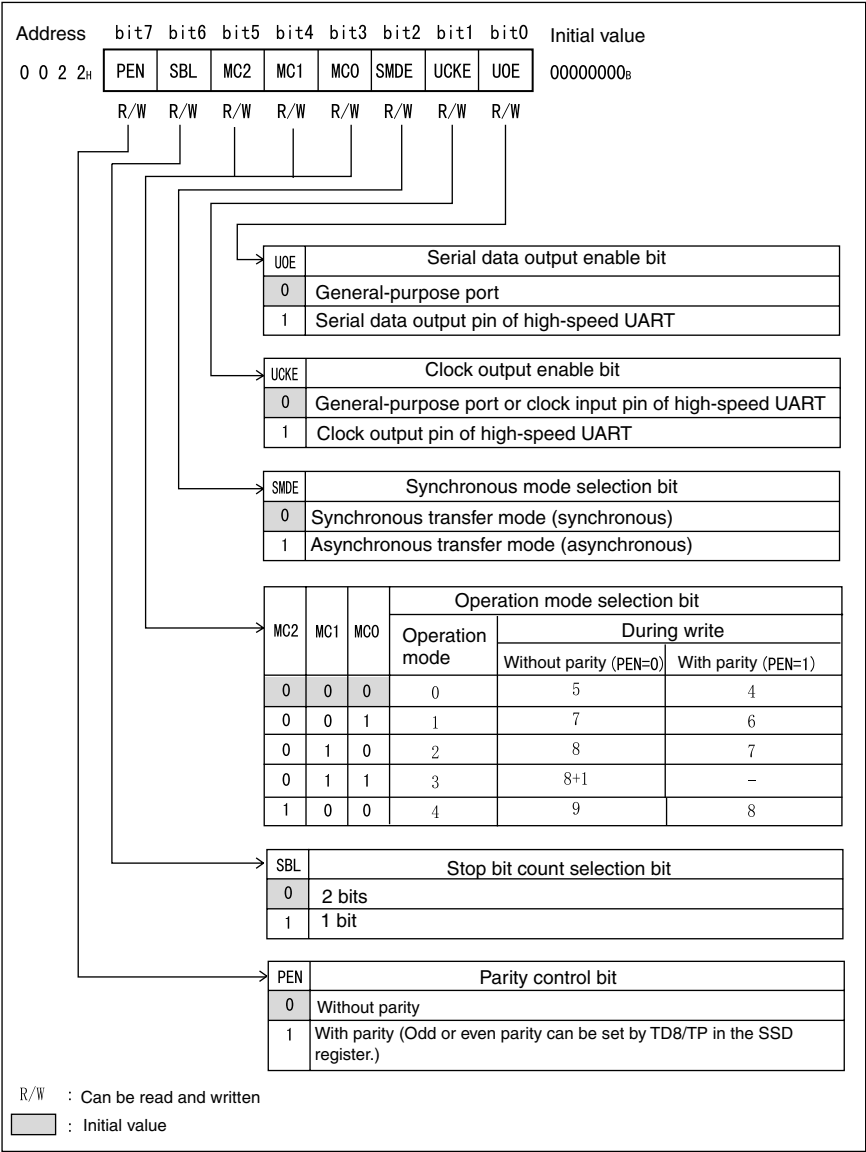 Address bit7 bit6 bit5 bit4 bit3 bit2 bit1 bit0 Initial value
0 0 2 2H PEN SBL MC2 MC1 MC0 SMDE UCKE UOE 00000000B
R/W R/W R/W R/W R/W R/W R/W R/W
UOE Serial data output enable bit
0 General-purpose port
1 Serial data output pin of high-speed UART
UCKE Clock output enable bit
0 General-purpose port or clock input pin of high-speed UART
1 Clock output pin of high-speed UART
SMDE Synchronous mode selection bit
0 Synchronous transfer mode (synchronous)
1 Asynchronous transfer mode (asynchronous)
Operation mode selection bit
MC2 MC1 MC0 Operation mode During write
Without parity (PEN=0) With parity (PEN=1)
0 0 0 0 5 4
0 0 1 1 7 6
0 1 0 2 8 7
0 1 1 3 8+1 −
1 0 0 4 9 8
SBL Stop bit count selection bit
0 2 bits
1 1 bit
PEN Parity control bit
0 Without parity
1 With parity (Odd or even parity can be set by TD8/TP in the SSD
register.)
R/W : Can be read and written
: Initial value